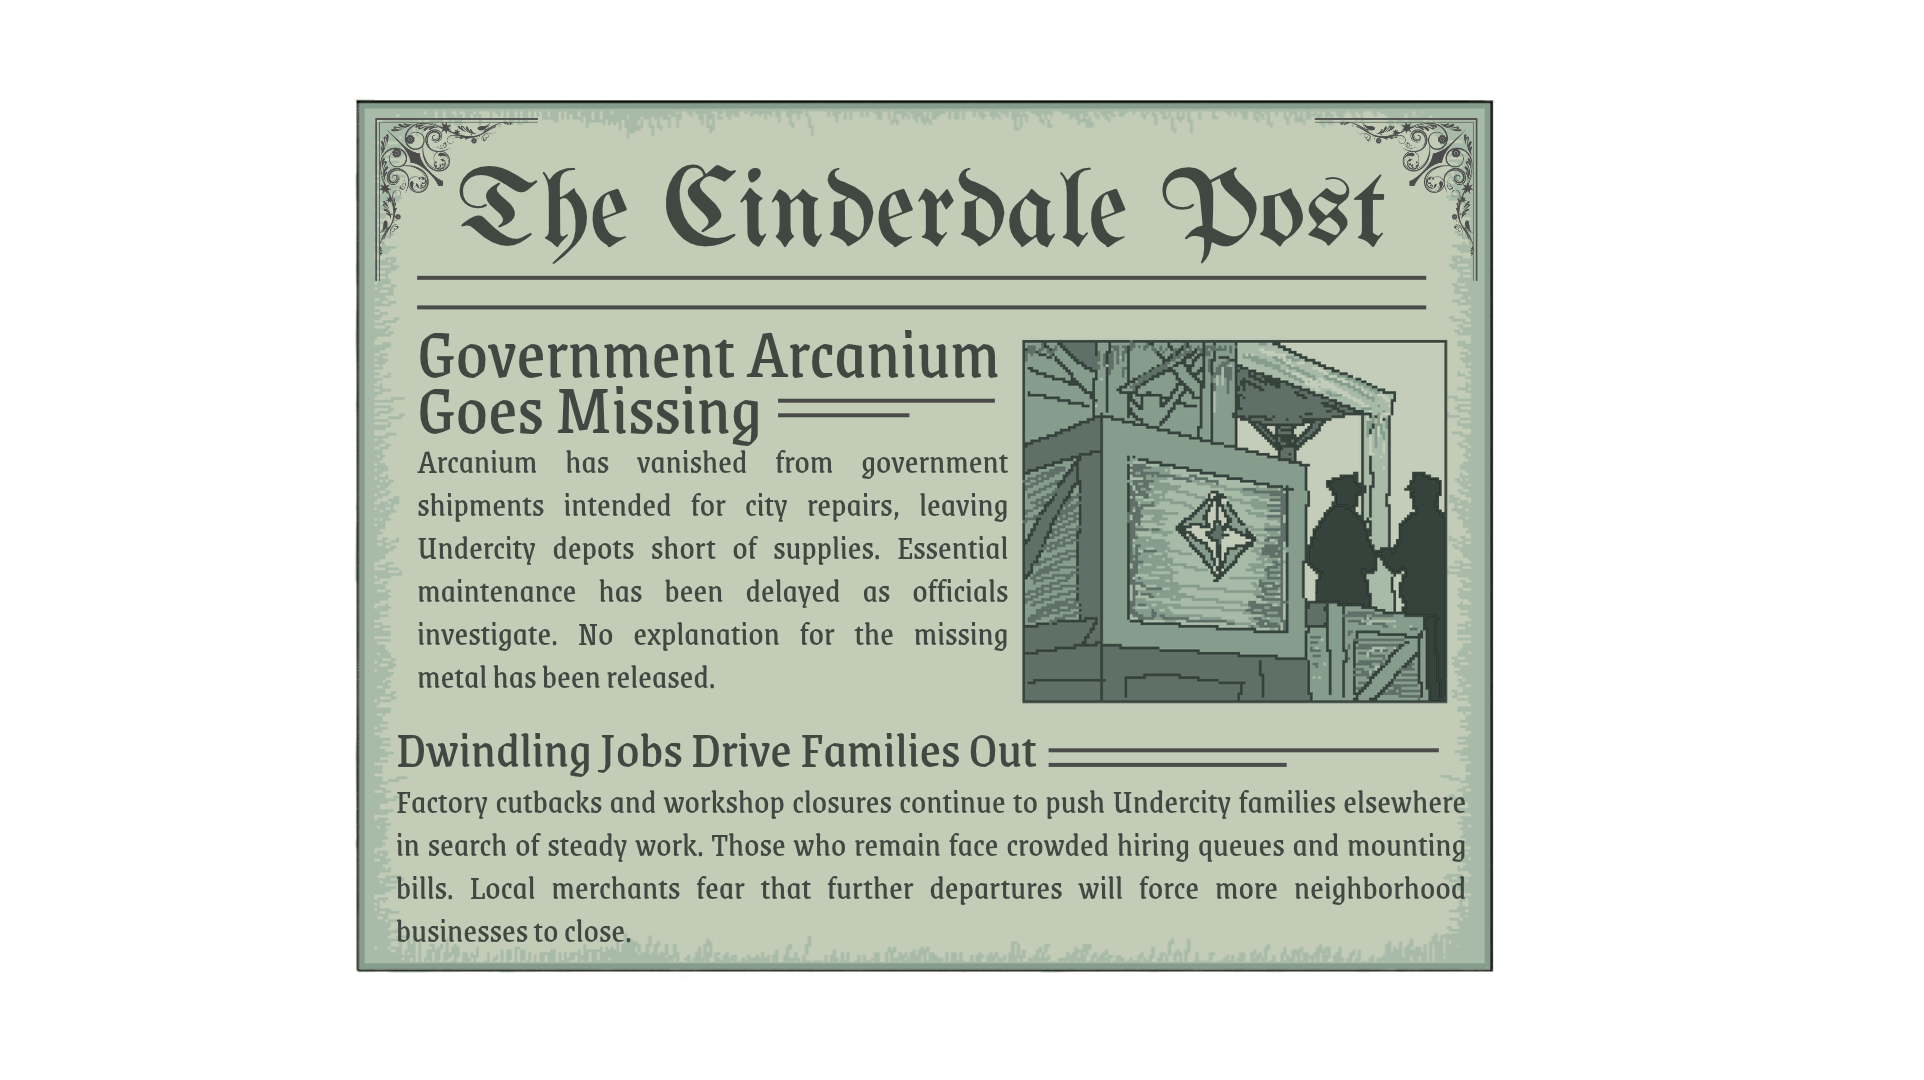 The Cinderdale Post
Government Arcanium
Goes Missing
Arcanium has vanished from government
shipments intended for city repairs, leaving
Undercity depots short of supplies. Essential
maintenance has been delayed as officials
investigate. No explanation for the missing
metal has been released.
Dwindling Jobs Drive Families Out
Factory cutbacks and workshop closures continue to push Undercity families elsewhere
in search of steady work. Those who remain face crowded hiring queues and mounting
bills. Local merchants fear that further departures will force more neighborhood
businesses to close.